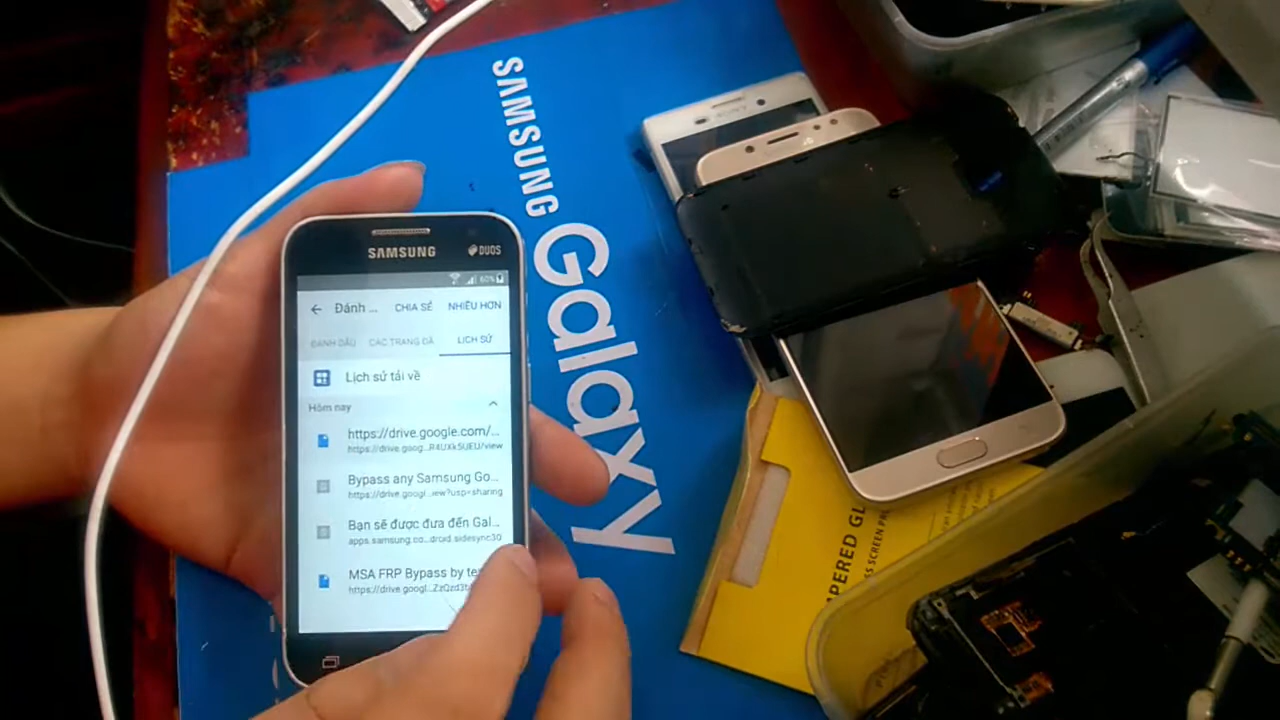 SAMSUNG
Galaxy
SONY
SAMSUNG
DUOS
60%
Đánh ...
CHIA SẺ
NHIỀU HƠN
ĐÁNH DẤU
CÁC TRANG ĐÃ
LỊCH SỬ
Lịch sử tải về
Hôm nay
https://drive.google.com/...
https://drive.goog...R4UXk5UEU/view
Bypass any Samsung Go...
https://drive.googl...iew?usp=sharing
Bạn sẽ được đưa đến Gal...
apps.samsung.co...droid.sidesync30
MSA FRP Bypass by te
https://drive.googl...
PERED GL
SCREEN